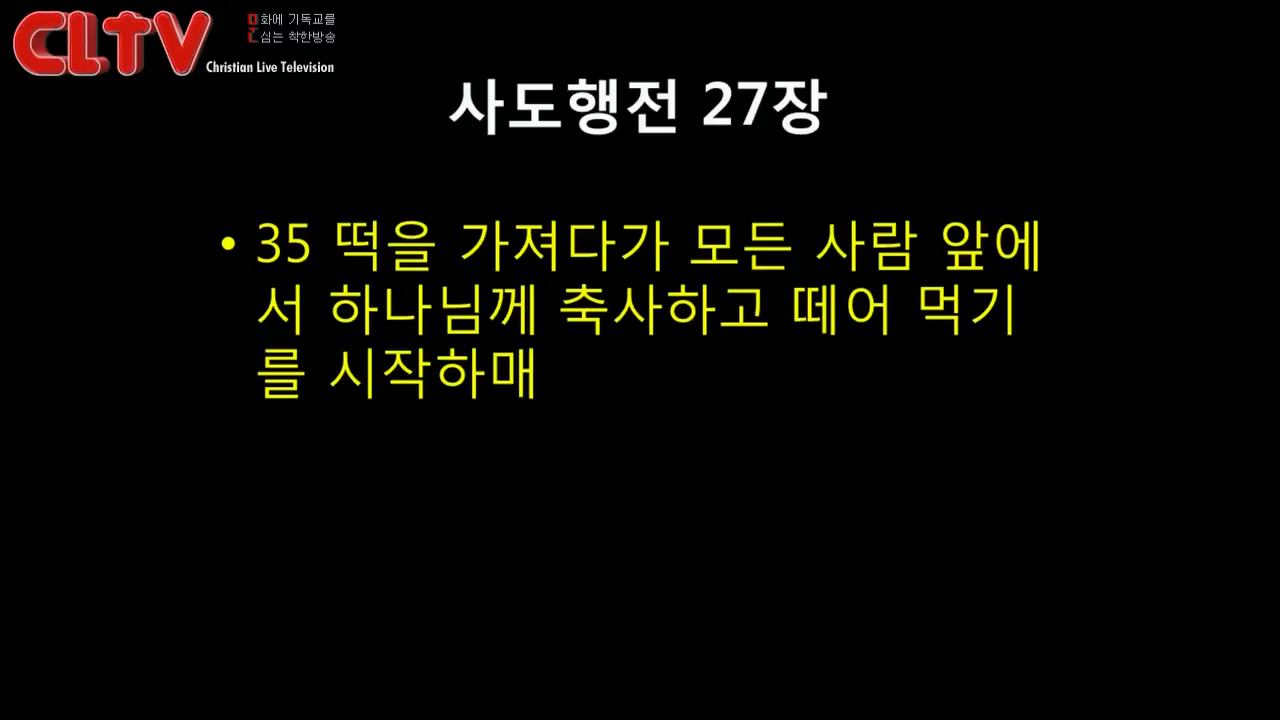 CLTV
문화에 기독교를
심는 착한방송
Christian Live Television
사도행전 27장
• 35 떡을 가져다가 모든 사람 앞에
서 하나님께 축사하고 떼어 먹기
를 시작하매